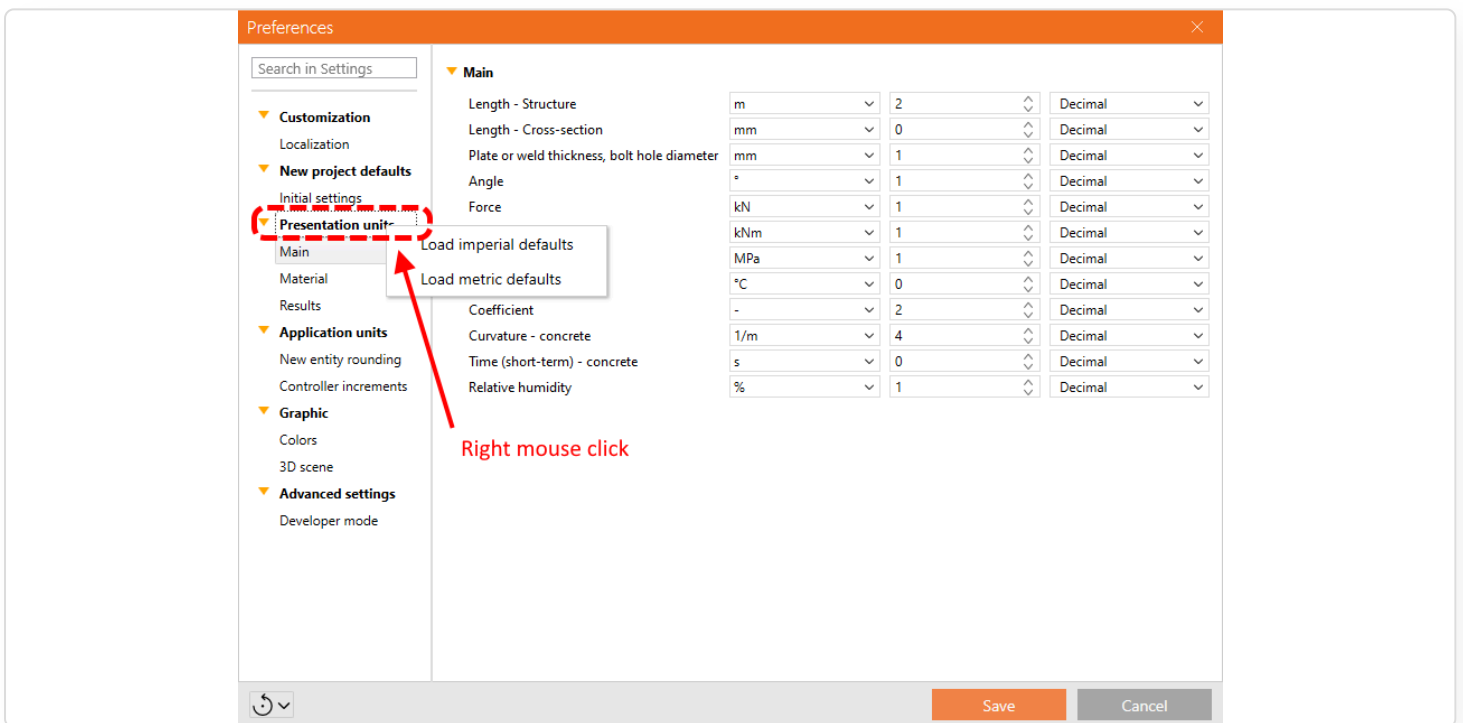 Preferences
Search in Settings
Customization
Localization
New project defaults
Initial settings
Presentation units
Main
Material
Results
Application units
New entity rounding
Controller increments
Graphic
Colors
3D scene
Advanced settings
Developer mode
Load imperial defaults
Load metric defaults
Right mouse click
Main
Length - Structure m 2 Decimal
Length - Cross-section mm 0 Decimal
Plate or weld thickness, bolt hole diameter mm 1 Decimal
Angle ° 1 Decimal
Force kN 1 Decimal
kNm 1 Decimal
MPa 1 Decimal
°C 0 Decimal
Coefficient - 2 Decimal
Curvature - concrete 1/m 4 Decimal
Time (short-term) - concrete s 0 Decimal
Relative humidity % 1 Decimal
Save
Cancel